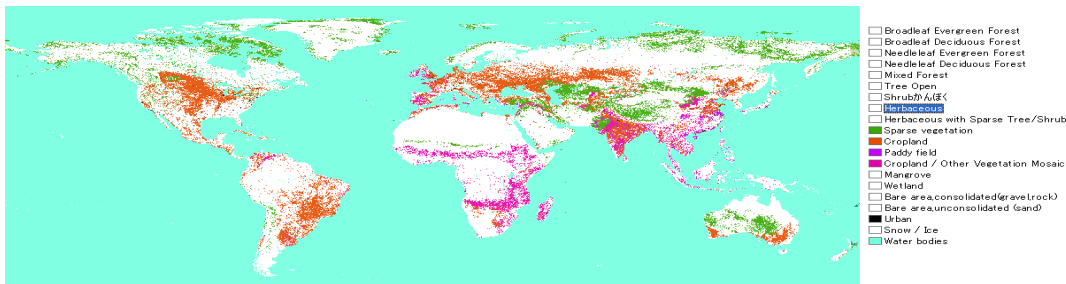 Broadleaf Evergreen Forest
Broadleaf Deciduous Forest
Needleleaf Evergreen Forest
Needleleaf Deciduous Forest
Mixed Forest
Tree Open
Shrubかんぼく
Herbaceous
Herbaceous with Sparse Tree/Shrub
Sparse vegetation
Cropland
Paddy field
Cropland / Other Vegetation Mosaic
Mangrove
Wetland
Bare area,consolidated(gravel,rock)
Bare area,unconsolidated (sand)
Urban
Snow / Ice
Water bodies